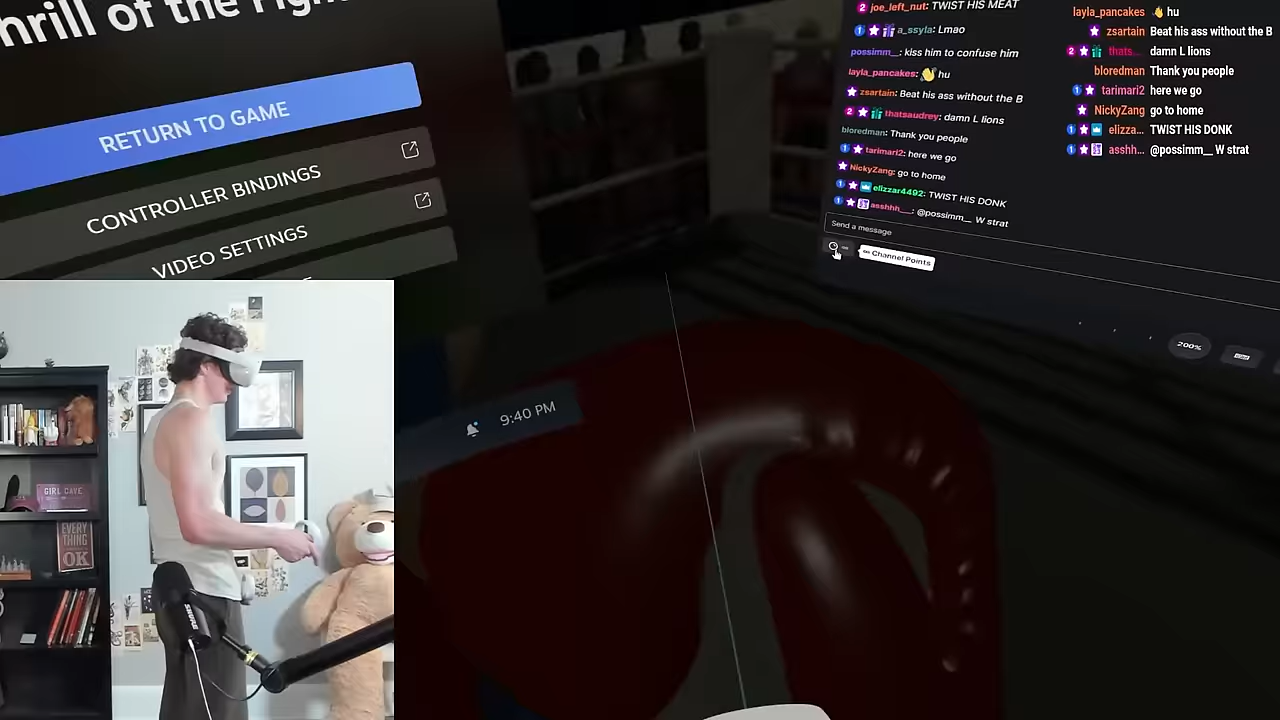 hrill of the Figh
RETURN TO GAME
CONTROLLER BINDINGS
VIDEO SETTINGS
9:40 PM
joe_left_nut: TWIST HIS MEAT
a_ssyla: Lmao
possimm__: kiss him to confuse him
layla_pancakes: 👋 hu
zsartain: Beat his ass without the B
thatsaudrey: damn L lions
bloredman: Thank you people
tarimari2: here we go
NickyZang: go to home
elizzar4492: TWIST HIS DONK
asshhh___: @possimm__ W strat
Send a message
Channel Points
200%
layla_pancakes 👋 hu
zsartain Beat his ass without the B
thats... damn L lions
bloredman Thank you people
tarimari2 here we go
NickyZang go to home
elizza... TWIST HIS DONK
asshh... @possimm__ W strat
GIRL CAVE
EVERY
THING
OK
SHURE